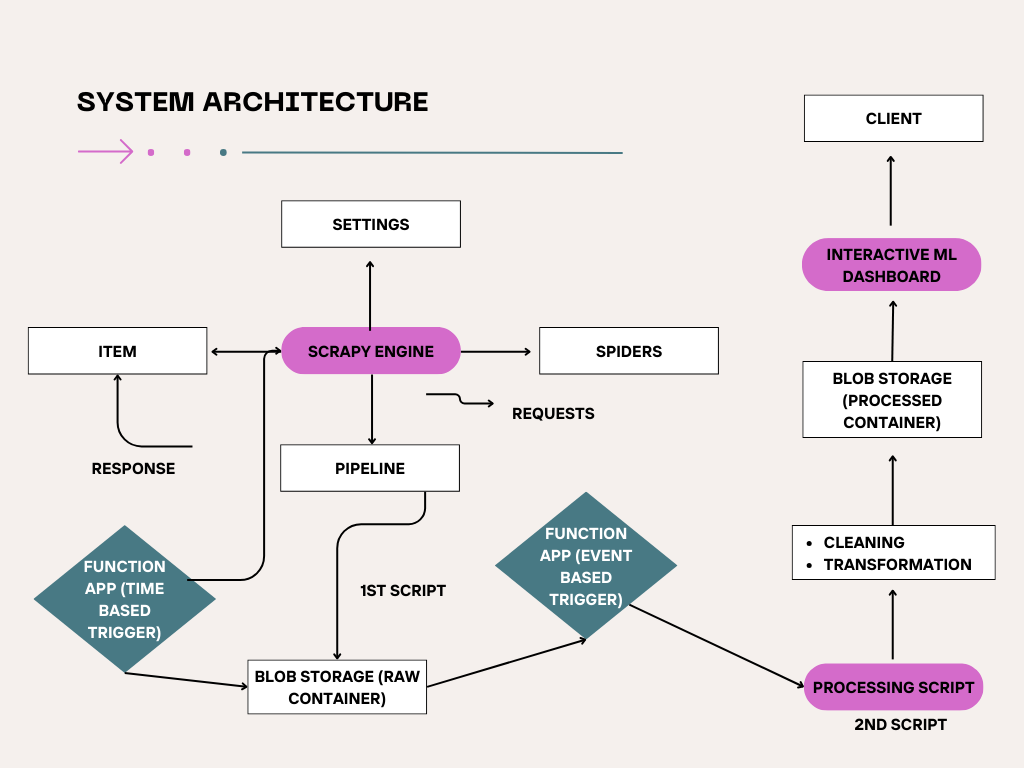 SYSTEM ARCHITECTURE
CLIENT
SETTINGS
INTERACTIVE ML
DASHBOARD
ITEM
SCRAPY ENGINE
SPIDERS
BLOB STORAGE
(PROCESSED
CONTAINER)
REQUESTS
RESPONSE
PIPELINE
FUNCTION
APP (EVENT
BASED
TRIGGER)
• CLEANING
• TRANSFORMATION
FUNCTION
APP (TIME
BASED
TRIGGER)
1ST SCRIPT
BLOB STORAGE (RAW
CONTAINER)
PROCESSING SCRIPT
2ND SCRIPT